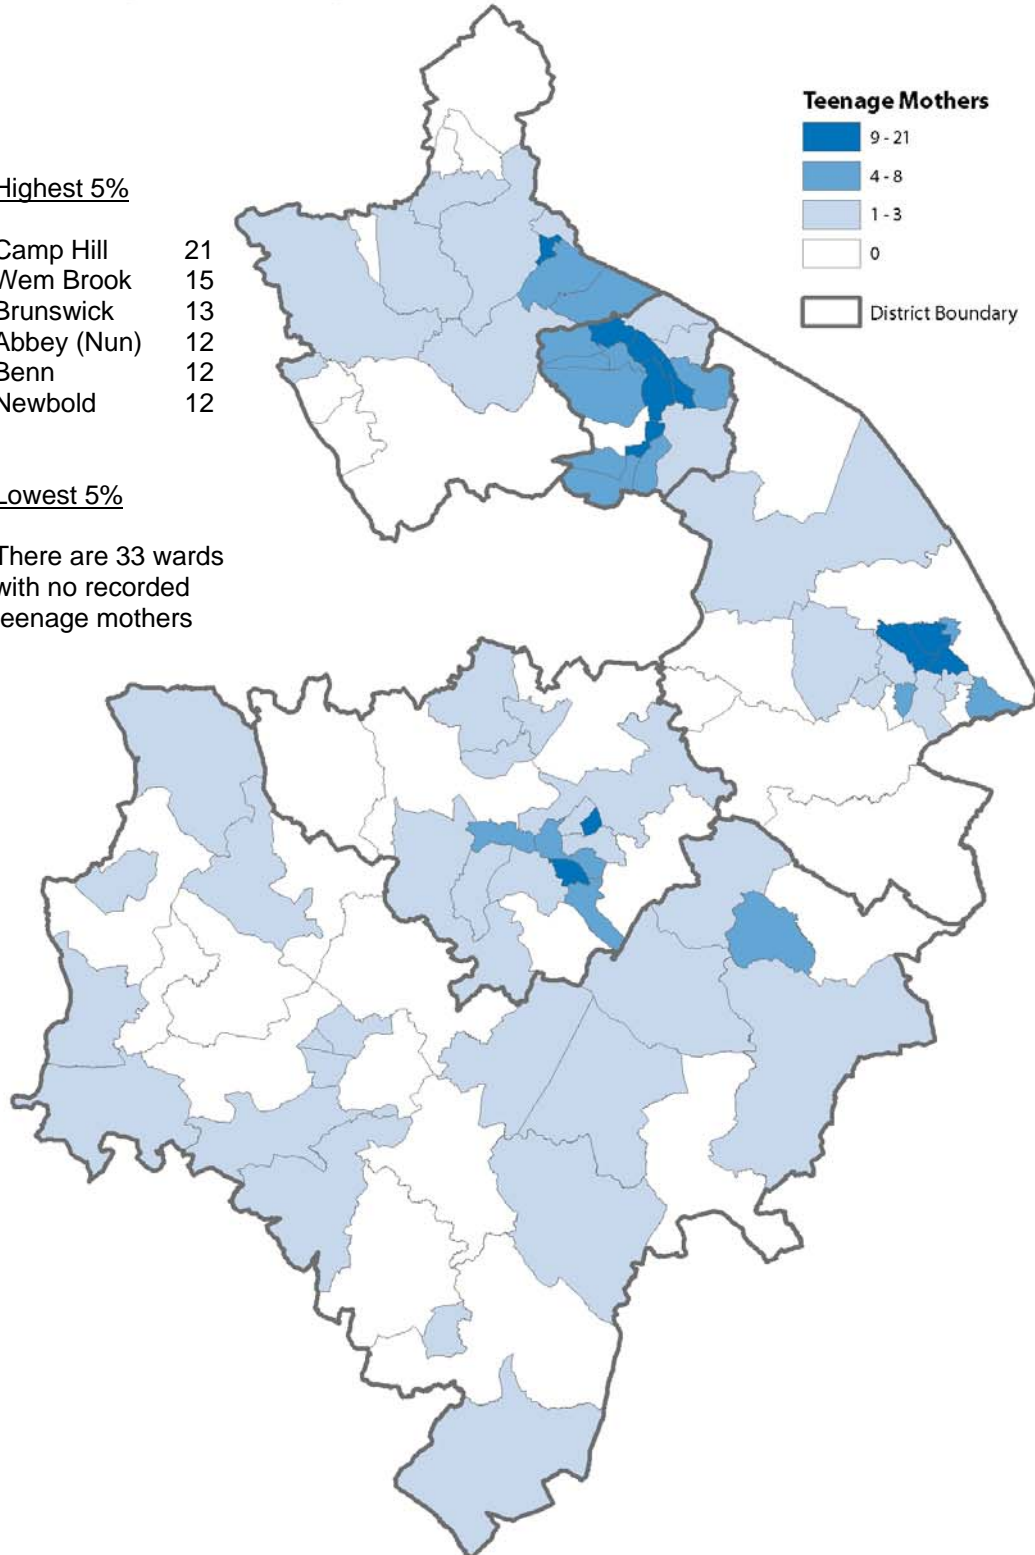 Highest 5%
Camp Hill 21
Wem Brook 15
Brunswick 13
Abbey (Nun) 12
Benn 12
Newbold 12
Lowest 5%
There are 33 wards
with no recorded
teenage mothers
Teenage Mothers
9 - 21
4 - 8
1 - 3
0
District Boundary